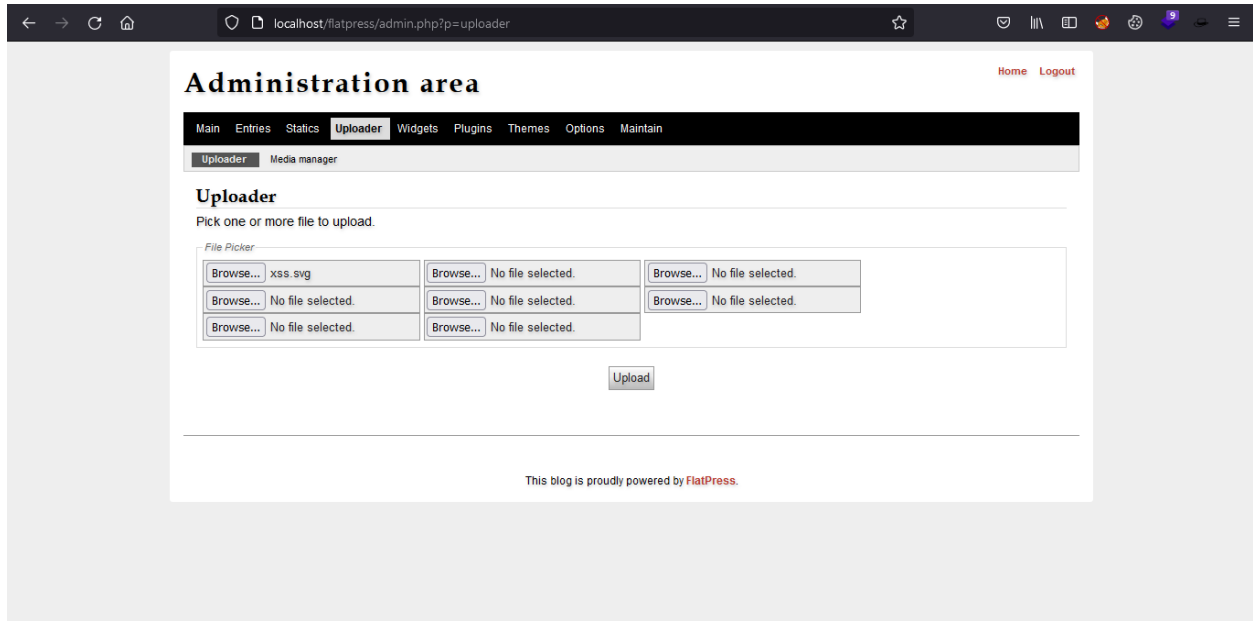 localhost/flatpress/admin.php?p=uploader
9
Administration area
Home Logout
Main Entries Statics Uploader Widgets Plugins Themes Options Maintain
Uploader Media manager
Uploader
Pick one or more file to upload.
File Picker
Browse... xss.svg Browse... No file selected. Browse... No file selected.
Browse... No file selected. Browse... No file selected. Browse... No file selected.
Browse... No file selected. Browse... No file selected.
Upload
This blog is proudly powered by FlatPress.